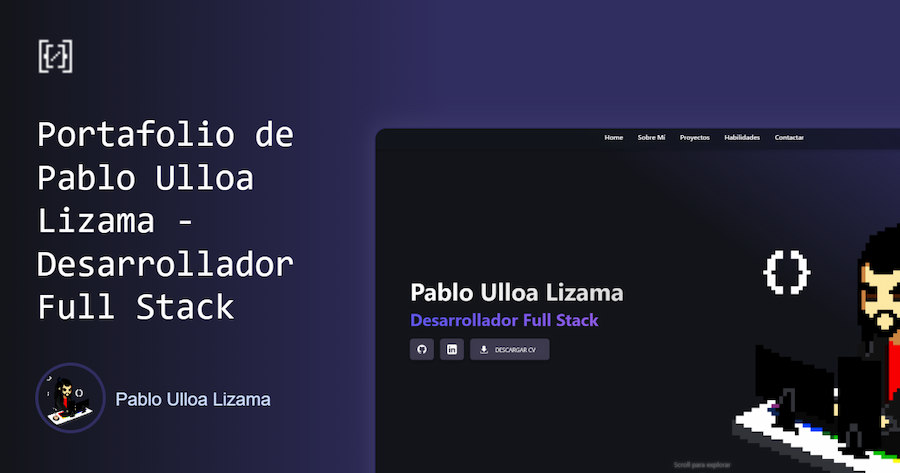 Portafolio de
Pablo Ulloa
Lizama -
Desarrollador
Full Stack
Pablo Ulloa Lizama
Home Sobre Mí Proyectos Habilidades Contactar
Pablo Ulloa Lizama
Desarrollador Full Stack
DESCARGAR CV
Scroll para explorar